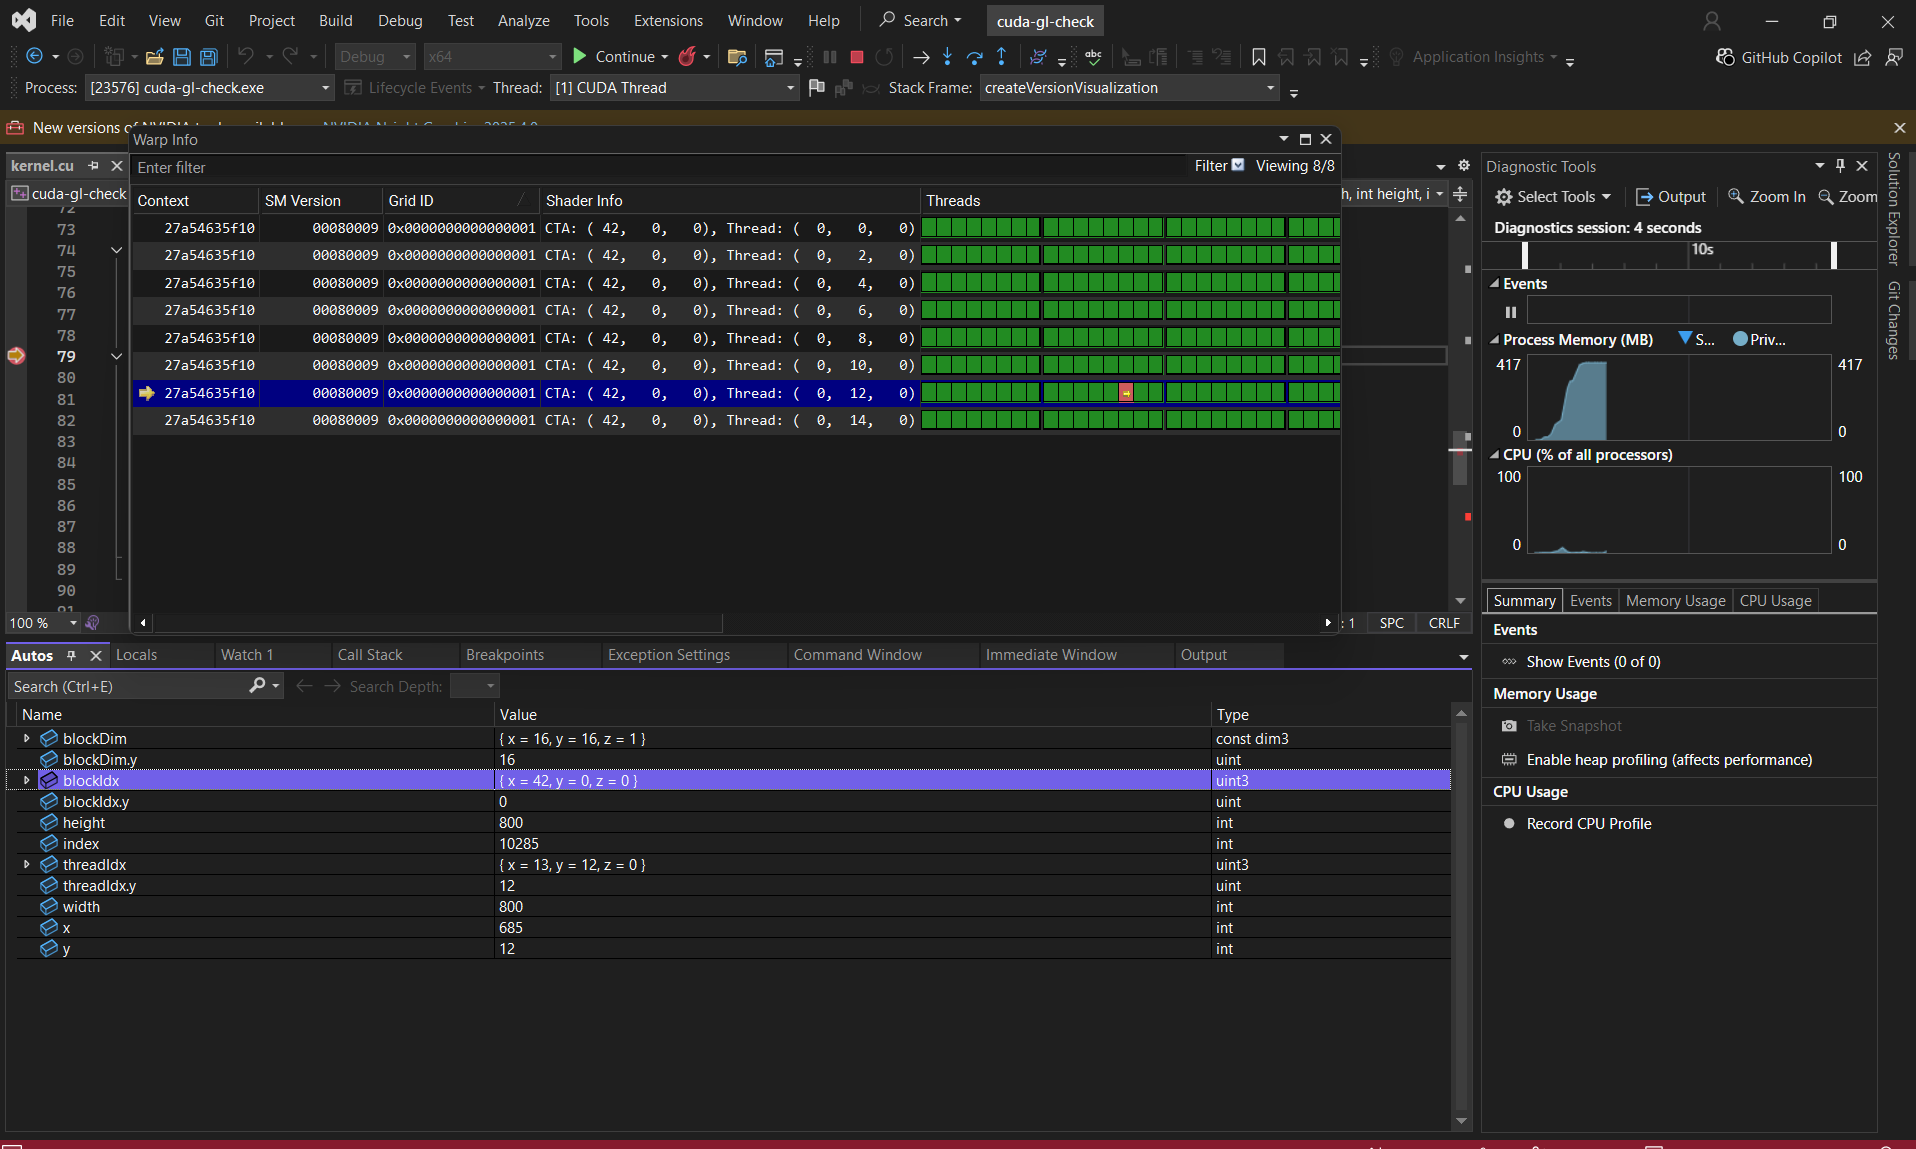 File Edit View Git Project Build Debug Test Analyze Tools Extensions Window Help Search cuda-gl-check
Debug x64 Continue Application Insights GitHub Copilot
Process: [23576] cuda-gl-check.exe Lifecycle Events Thread: [1] CUDA Thread Stack Frame: createVersionVisualization
New versions of
Warp Info
kernel.cu Enter filter Filter Viewing 8/8 Diagnostic Tools
cuda-gl-check h, int height, i Select Tools Output Zoom In Zoom
Context SM Version Grid ID Shader Info Threads
27a54635f10 00080009 0x0000000000000001 CTA: ( 42, 0, 0), Thread: ( 0, 0, 0)
27a54635f10 00080009 0x0000000000000001 CTA: ( 42, 0, 0), Thread: ( 0, 2, 0)
27a54635f10 00080009 0x0000000000000001 CTA: ( 42, 0, 0), Thread: ( 0, 4, 0)
27a54635f10 00080009 0x0000000000000001 CTA: ( 42, 0, 0), Thread: ( 0, 6, 0)
27a54635f10 00080009 0x0000000000000001 CTA: ( 42, 0, 0), Thread: ( 0, 8, 0)
27a54635f10 00080009 0x0000000000000001 CTA: ( 42, 0, 0), Thread: ( 0, 10, 0)
27a54635f10 00080009 0x0000000000000001 CTA: ( 42, 0, 0), Thread: ( 0, 12, 0)
27a54635f10 00080009 0x0000000000000001 CTA: ( 42, 0, 0), Thread: ( 0, 14, 0)
72
73
74
75
76
77
78
79
80
81
82
83
84
85
86
87
88
89
90
91
100 % : 1 SPC CRLF
Diagnostics session: 4 seconds
10s
Events
Process Memory (MB) S... Priv...
417 417
0 0
CPU (% of all processors)
100 100
0 0
Summary Events Memory Usage CPU Usage
Events
Show Events (0 of 0)
Memory Usage
Take Snapshot
Enable heap profiling (affects performance)
CPU Usage
Record CPU Profile
Solution Explorer
Git Changes
Autos Locals Watch 1 Call Stack Breakpoints Exception Settings Command Window Immediate Window Output
Search (Ctrl+E) Search Depth:
Name Value Type
blockDim { x = 16, y = 16, z = 1 } const dim3
blockDim.y 16 uint
blockIdx { x = 42, y = 0, z = 0 } uint3
blockIdx.y 0 uint
height 800 int
index 10285 int
threadIdx { x = 13, y = 12, z = 0 } uint3
threadIdx.y 12 uint
width 800 int
x 685 int
y 12 int